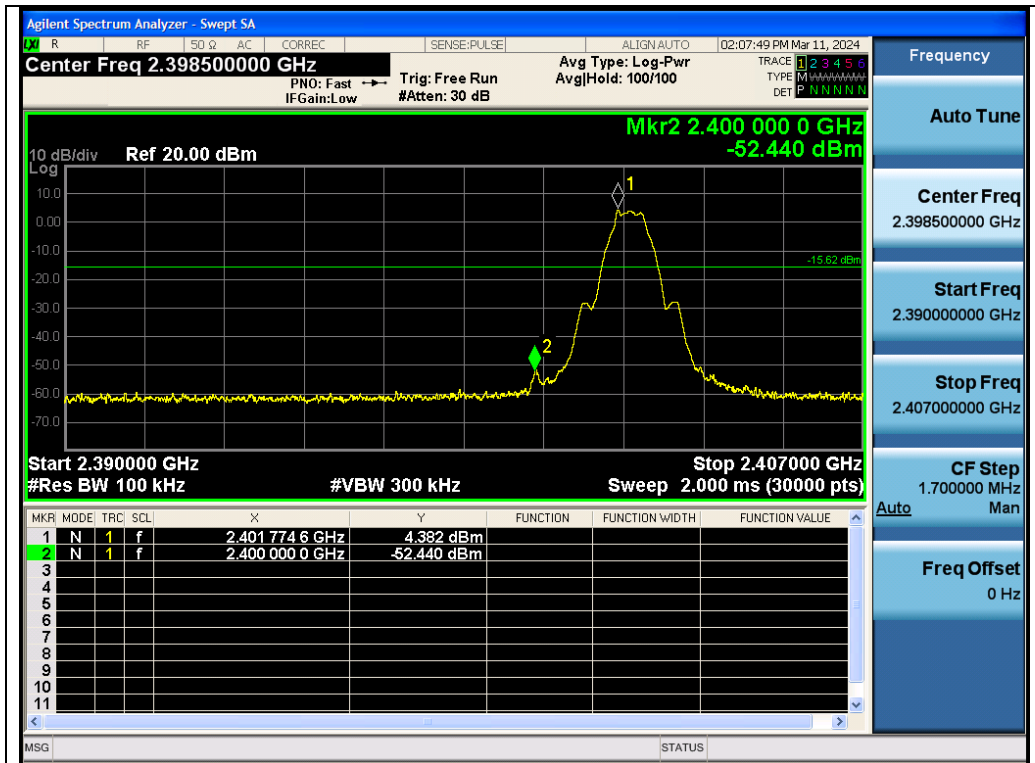 Agilent Spectrum Analyzer - Swept SA
LXI R RF 50 Ω AC CORREC SENSE:PULSE ALIGN AUTO 02:07:49 PM Mar 11, 2024
Center Freq 2.398500000 GHz
PNO: Fast
IFGain:Low
Trig: Free Run
#Atten: 30 dB
Avg Type: Log-Pwr
Avg|Hold: 100/100
TRACE 1 2 3 4 5 6
TYPE M
DET P N N N N N
Mkr2 2.400 000 0 GHz
-52.440 dBm
10 dB/div Ref 20.00 dBm
Log
10.0
0.00
-10.0
-20.0
-30.0
-40.0
-50.0
-60.0
-70.0
1
-15.62 dBm
2
Start 2.390000 GHz Stop 2.407000 GHz
#Res BW 100 kHz #VBW 300 kHz Sweep 2.000 ms (30000 pts)
MKR MODE TRC SCL X Y FUNCTION FUNCTION WIDTH FUNCTION VALUE
1 N 1 f 2.401 774 6 GHz 4.382 dBm
2 N 1 f 2.400 000 0 GHz -52.440 dBm
3
4
5
6
7
8
9
10
11
MSG STATUS
Frequency
Auto Tune
Center Freq
2.398500000 GHz
Start Freq
2.390000000 GHz
Stop Freq
2.407000000 GHz
CF Step
1.700000 MHz
Auto Man
Freq Offset
0 Hz